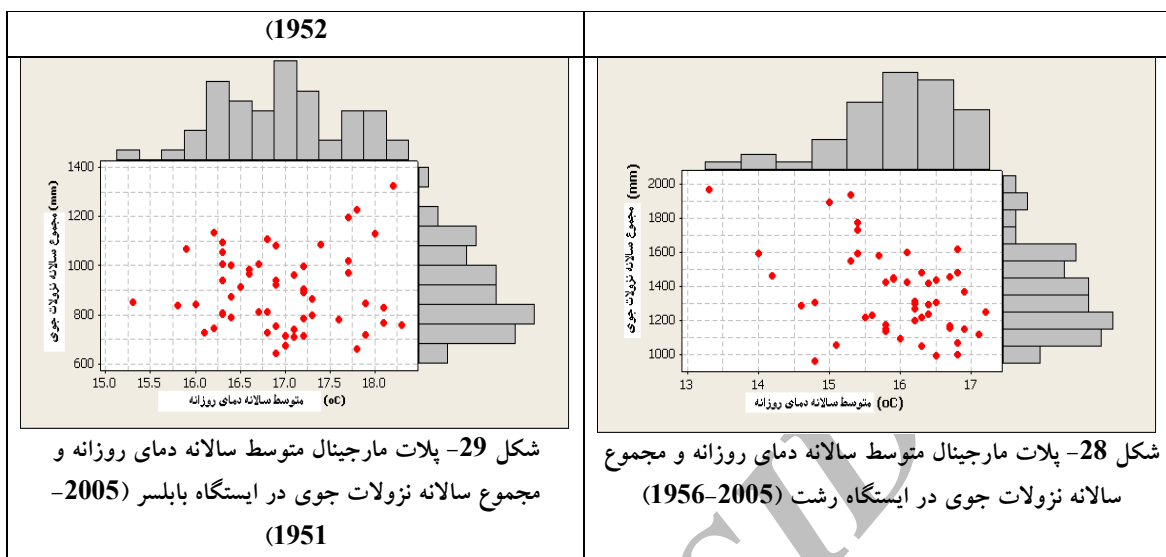 1952)
2000
1800
1600
1400
1200
1000
مجموع سالانه نزولات جوی (mm)
13 14 15 16 17
متوسط سالانه دمای روزانه (oC)
شکل 28- پلات مارجینال متوسط سالانه دمای روزانه و مجموع
سالانه نزولات جوی در ایستگاه رشت (2005-1956)
1400
1200
1000
800
600
مجموع سالانه نزولات جوی (mm)
15.0 15.5 16.0 16.5 17.0 17.5 18.0
متوسط سالانه دمای روزانه (oC)
شکل 29- پلات مارجینال متوسط سالانه دمای روزانه و
مجموع سالانه نزولات جوی در ایستگاه بابلسر (2005-
1951)
SID